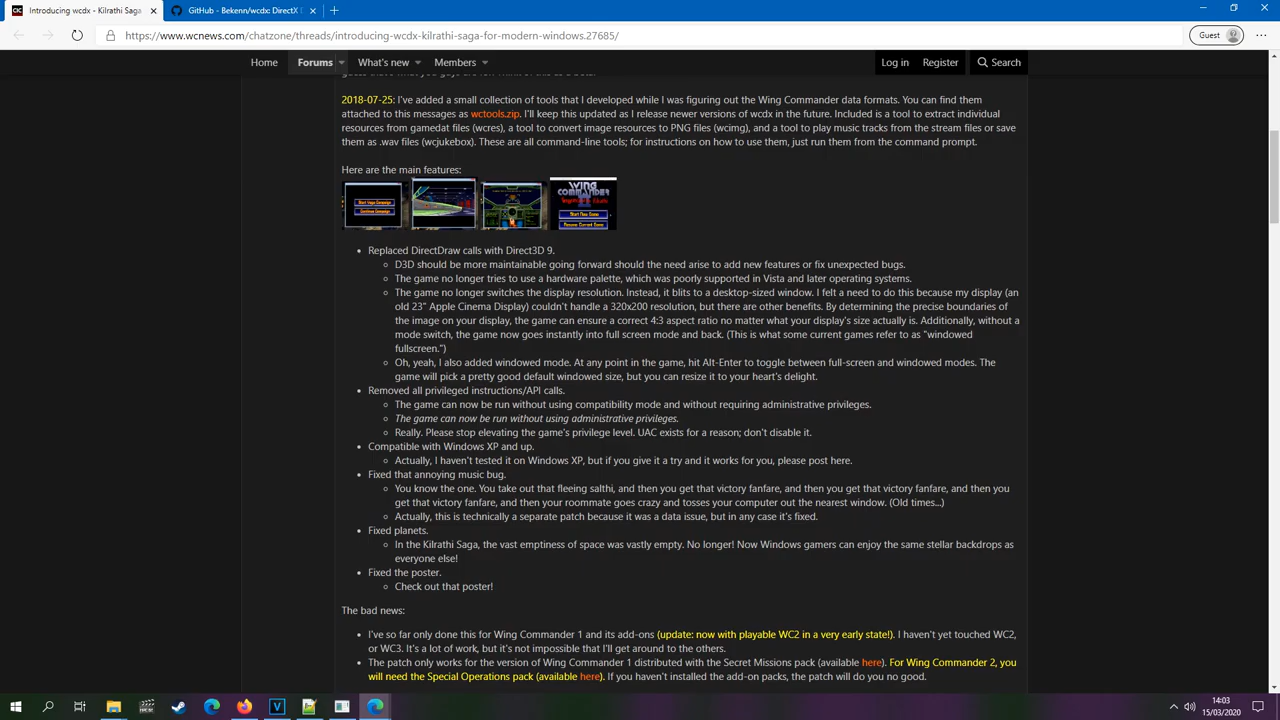 Introducing wcdx - Kilrathi Saga
GitHub - Bekenn/wcdx: DirectX
Guest
https://www.wcnews.com/chatzone/threads/introducing-wcdx-kilrathi-saga-for-modern-windows.27685/
Home
Forums
What's new
Members
Log in
Register
Search
2018-07-25: I've added a small collection of tools that I developed while I was figuring out the Wing Commander data formats. You can find them
attached to this messages as wctools.zip. I'll keep this updated as I release newer versions of wcdx in the future. Included is a tool to extract individual
resources from gamedat files (wcres), a tool to convert image resources to PNG files (wcimg), and a tool to play music tracks from the stream files or save
them as .wav files (wcjukebox). These are all command-line tools; for instructions on how to use them, just run them from the command prompt.
Here are the main features:
Start Vega Campaign
Continue Campaign
WING
COMMANDER
Start New Game
Resume Current Game
• Replaced DirectDraw calls with Direct3D 9.
○ D3D should be more maintainable going forward should the need arise to add new features or fix unexpected bugs.
○ The game no longer tries to use a hardware palette, which was poorly supported in Vista and later operating systems.
○ The game no longer switches the display resolution. Instead, it blits to a desktop-sized window. I felt a need to do this because my display (an
old 23" Apple Cinema Display) couldn't handle a 320x200 resolution, but there are other benefits. By determining the precise boundaries of
the image on your display, the game can ensure a correct 4:3 aspect ratio no matter what your display's size actually is. Additionally, without a
mode switch, the game now goes instantly into full screen mode and back. (This is what some current games refer to as "windowed
fullscreen.")
○ Oh, yeah, I also added windowed mode. At any point in the game, hit Alt-Enter to toggle between full-screen and windowed modes. The
game will pick a pretty good default windowed size, but you can resize it to your heart's delight.
• Removed all privileged instructions/API calls.
○ The game can now be run without using compatibility mode and without requiring administrative privileges.
○ The game can now be run without using administrative privileges.
○ Really. Please stop elevating the game's privilege level. UAC exists for a reason; don't disable it.
• Compatible with Windows XP and up.
○ Actually, I haven't tested it on Windows XP, but if you give it a try and it works for you, please post here.
• Fixed that annoying music bug.
○ You know the one. You take out that fleeing salthi, and then you get that victory fanfare, and then you get that victory fanfare, and then you
get that victory fanfare, and then your roommate goes crazy and tosses your computer out the nearest window. (Old times...)
○ Actually, this is technically a separate patch because it was a data issue, but in any case it's fixed.
• Fixed planets.
○ In the Kilrathi Saga, the vast emptiness of space was vastly empty. No longer! Now Windows gamers can enjoy the same stellar backdrops as
everyone else!
• Fixed the poster.
○ Check out that poster!
The bad news:
• I've so far only done this for Wing Commander 1 and its add-ons (update: now with playable WC2 in a very early state!). I haven't yet touched WC2,
or WC3. It's a lot of work, but it's not impossible that I'll get around to the others.
• The patch only works for the version of Wing Commander 1 distributed with the Secret Missions pack (available here). For Wing Commander 2, you
will need the Special Operations pack (available here). If you haven't installed the add-on packs, the patch will do you no good.
14:03
15/03/2020